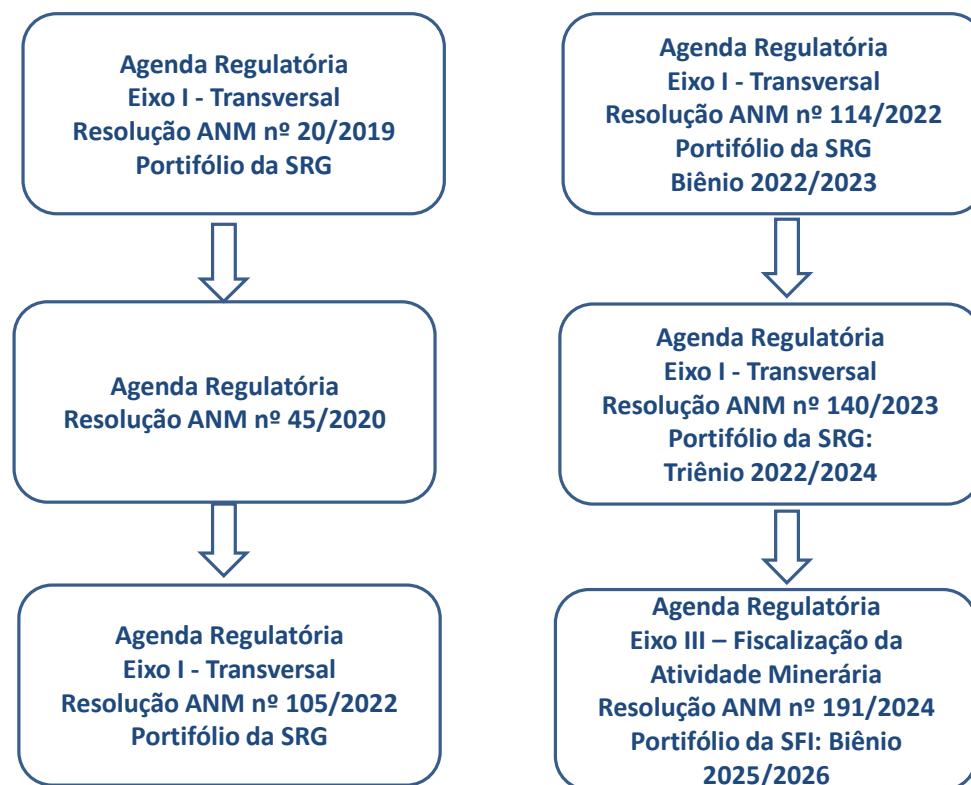 Agenda Regulatória
Eixo I - Transversal
Resolução ANM nº 20/2019
Portifólio da SRG
Agenda Regulatória
Resolução ANM nº 45/2020
Agenda Regulatória
Eixo I - Transversal
Resolução ANM nº 105/2022
Portifólio da SRG
Agenda Regulatória
Eixo I - Transversal
Resolução ANM nº 114/2022
Portifólio da SRG
Biênio 2022/2023
Agenda Regulatória
Eixo I - Transversal
Resolução ANM nº 140/2023
Portifólio da SRG:
Triênio 2022/2024
Agenda Regulatória
Eixo III – Fiscalização da
Atividade Minerária
Resolução ANM nº 191/2024
Portifólio da SFI: Biênio
2025/2026